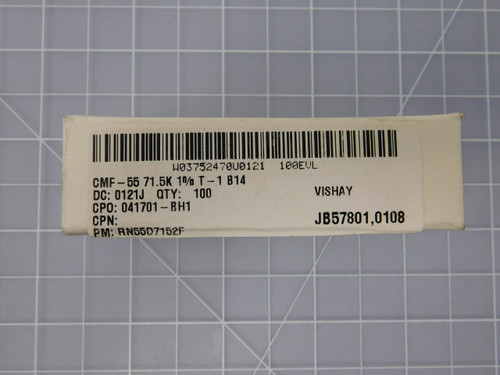 W03752470U0121 100EVL
CMF-55 71.5K 1% T-1 B14
DC: 0121J QTY: 100 VISHAY
CPO: 041701-BH1
CPN: JB57801,0108
PM: RN55D7152F